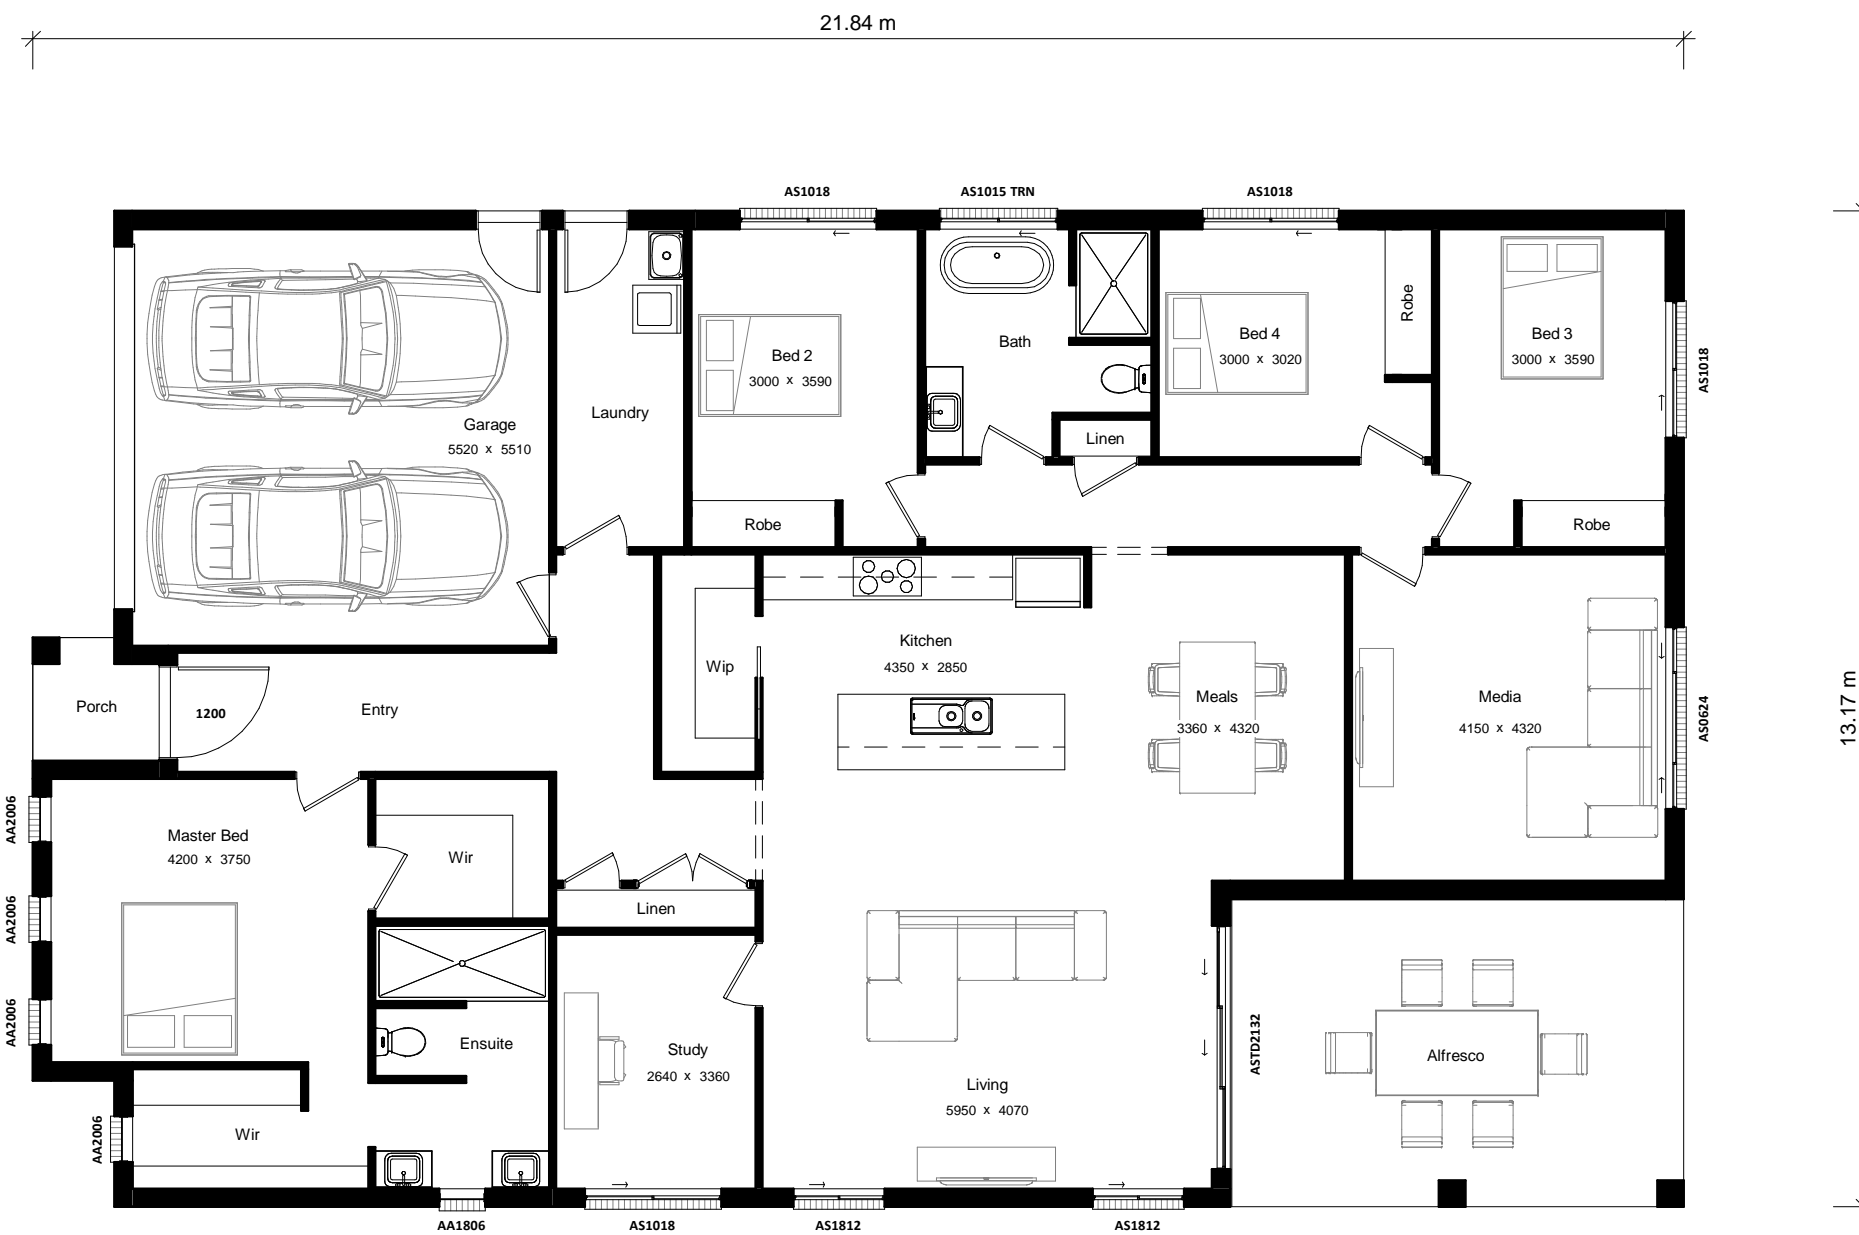 21.84 m
AS1018
AS1015 TRN
AS1018
Bed 2
3000 x 3590
Bath
Bed 4
3000 x 3020
Robe
Bed 3
3000 x 3590
AS1018
Laundry
Garage
5520 x 5510
Linen
Robe
Robe
Kitchen
4350 x 2850
Wip
Meals
3360 x 4320
Media
4150 x 4320
AS0624
13.17 m
Porch
1200
Entry
AA2006
Master Bed
4200 x 3750
Wir
AA2006
Linen
AA2006
Ensuite
Study
2640 x 3360
Living
5950 x 4070
ASTD2132
Alfresco
AA2006
Wir
AA1806
AS1018
AS1812
AS1812